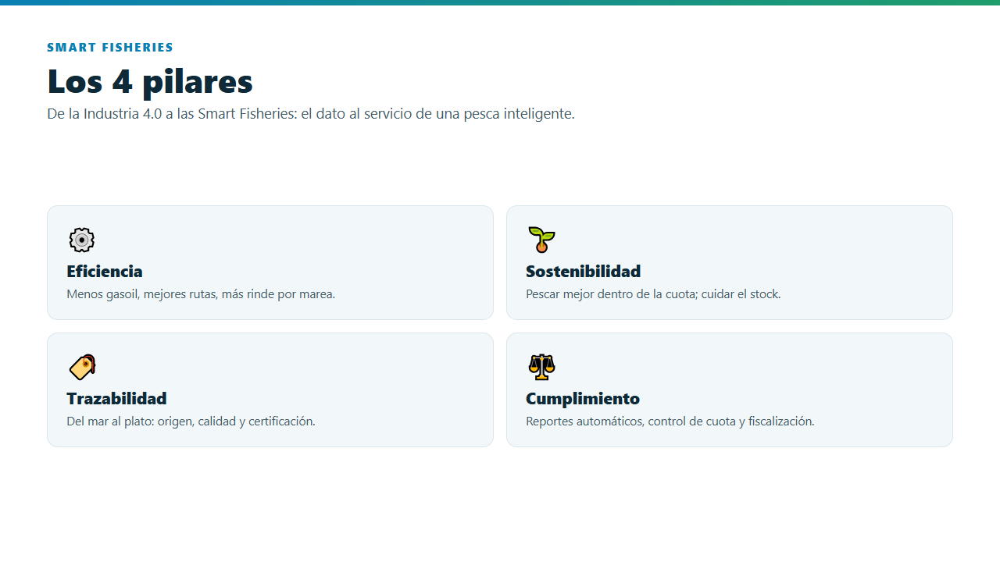 SMART FISHERIES
Los 4 pilares
De la Industria 4.0 a las Smart Fisheries: el dato al servicio de una pesca inteligente.
Eficiencia
Menos gasoil, mejores rutas, más rinde por marea.
Sostenibilidad
Pescar mejor dentro de la cuota; cuidar el stock.
Trazabilidad
Del mar al plato: origen, calidad y certificación.
Cumplimiento
Reportes automáticos, control de cuota y fiscalización.